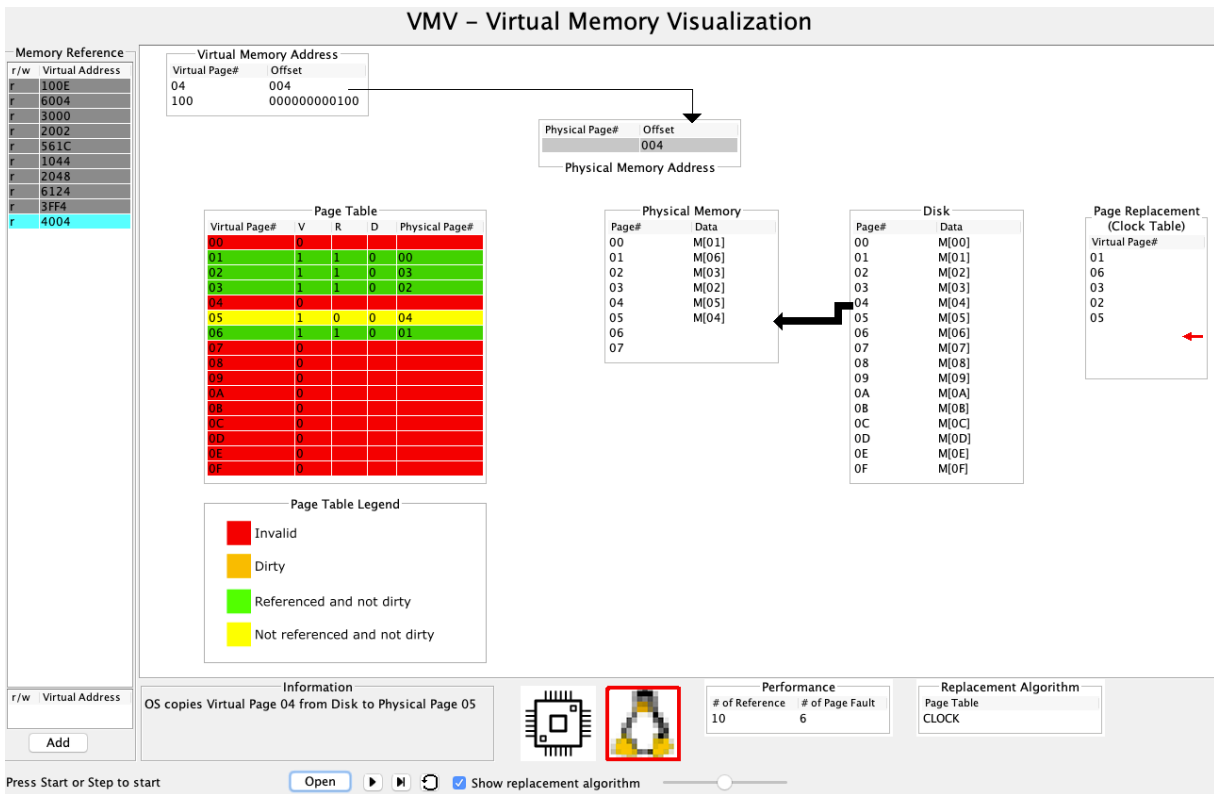 VMV – Virtual Memory Visualization
Memory Reference
r/w Virtual Address
r 100E
r 6004
r 3000
r 2002
r 561C
r 1044
r 2048
r 6124
r 3FF4
r 4004
r/w Virtual Address
Add
Virtual Memory Address
Virtual Page# Offset
04 004
100 000000000100
Physical Page# Offset
004
Physical Memory Address
Page Table
Virtual Page# V R D Physical Page#
00 0
01 1 1 0 00
02 1 1 0 03
03 1 1 0 02
04 0
05 1 0 0 04
06 1 1 0 01
07 0
08 0
09 0
0A 0
0B 0
0C 0
0D 0
0E 0
0F 0
Page Table Legend
Invalid
Dirty
Referenced and not dirty
Not referenced and not dirty
Physical Memory
Page# Data
00 M[01]
01 M[06]
02 M[03]
03 M[02]
04 M[05]
05 M[04]
06
07
Disk
Page# Data
00 M[00]
01 M[01]
02 M[02]
03 M[03]
04 M[04]
05 M[05]
06 M[06]
07 M[07]
08 M[08]
09 M[09]
0A M[0A]
0B M[0B]
0C M[0C]
0D M[0D]
0E M[0E]
0F M[0F]
Page Replacement
(Clock Table)
Virtual Page#
01
06
03
02
05
Information
OS copies Virtual Page 04 from Disk to Physical Page 05
Performance
# of Reference # of Page Fault
10 6
Replacement Algorithm
Page Table
CLOCK
Press Start or Step to start
Open
Show replacement algorithm